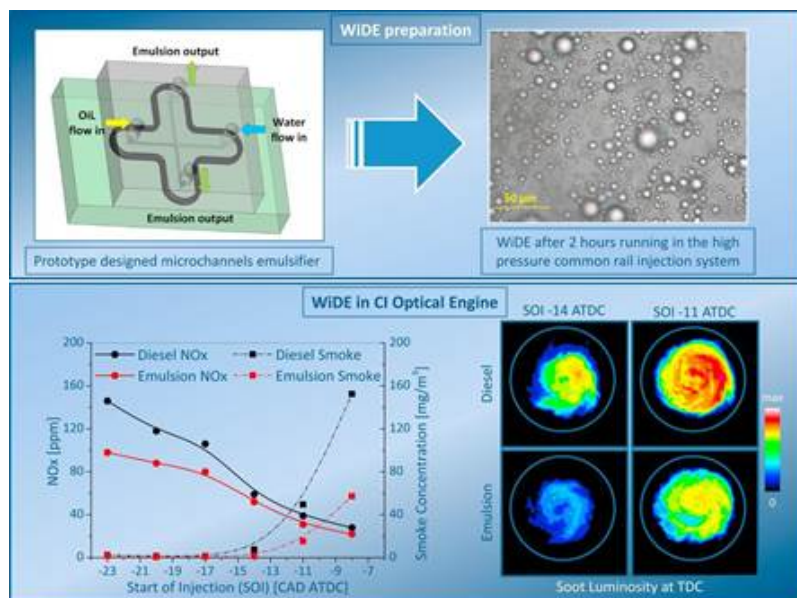 WiDE preparation
Emulsion output
OiL
flow in
Water
flow in
Emulsion output
Prototype designed microchannels emulsifier
50 µm
WiDE after 2 hours running in the high
pressure common rail injection system
WiDE in CI Optical Engine
200
160
120
80
40
0
NOx [ppm]
Diesel NOx
Emulsion NOx
Diesel Smoke
Emulsion Smoke
200
160
120
80
40
0
Smoke Concentration [mg/m³]
-23 -21 -19 -17 -15 -13 -11 -9 -7
Start of Injection (SOI) [CAD ATDC]
SOI -14 ATDC
SOI -11 ATDC
Diesel
Emulsion
max
0
Soot Luminosity at TDC